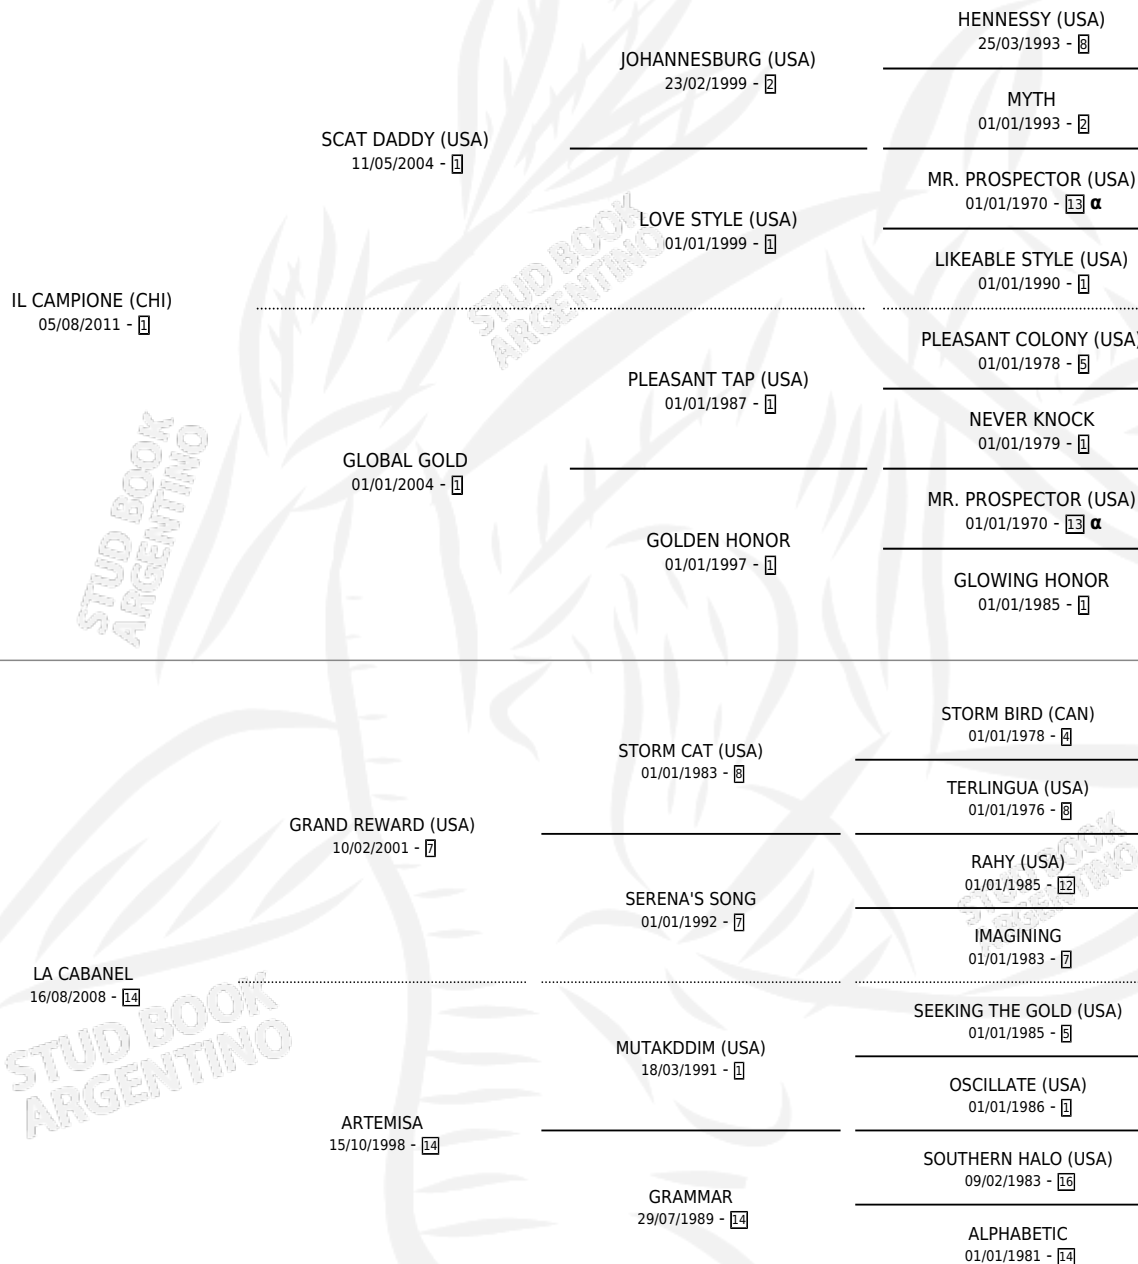 HENNESSY (USA)
25/03/1993 - 8
JOHANNESBURG (USA)
23/02/1999 - 2
MYTH
01/01/1993 - 2
SCAT DADDY (USA)
11/05/2004 - 1
MR. PROSPECTOR (USA)
01/01/1970 - 13 α
LOVE STYLE (USA)
01/01/1999 - 1
LIKEABLE STYLE (USA)
01/01/1990 - 1
STUD BOOK
ARGENTINO
IL CAMPIONE (CHI)
05/08/2011 - 1
PLEASANT COLONY (USA)
01/01/1978 - 5
PLEASANT TAP (USA)
01/01/1987 - 1
NEVER KNOCK
01/01/1979 - 1
GLOBAL GOLD
01/01/2004 - 1
MR. PROSPECTOR (USA)
01/01/1970 - 13 α
GOLDEN HONOR
01/01/1997 - 1
GLOWING HONOR
01/01/1985 - 1
STUD BOOK
ARGENTINO
STORM BIRD (CAN)
01/01/1978 - 4
STORM CAT (USA)
01/01/1983 - 8
TERLINGUA (USA)
01/01/1976 - 8
GRAND REWARD (USA)
10/02/2001 - 7
RAHY (USA)
01/01/1985 - 12
SERENA'S SONG
01/01/1992 - 7
IMAGINING
01/01/1983 - 7
STUD BOOK
ARGENTINO
LA CABANEL
16/08/2008 - 14
STUD BOOK
ARGENTINO
SEEKING THE GOLD (USA)
01/01/1985 - 5
MUTAKDDIM (USA)
18/03/1991 - 1
OSCILLATE (USA)
01/01/1986 - 1
ARTEMISA
15/10/1998 - 14
SOUTHERN HALO (USA)
09/02/1983 - 16
GRAMMAR
29/07/1989 - 14
ALPHABETIC
01/01/1981 - 14